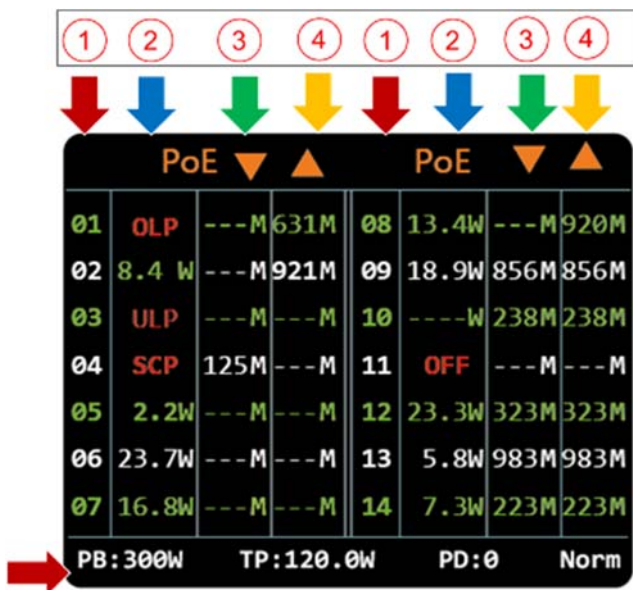 ① ② ③ ④ ① ② ③ ④
PoE ▼ ▲ PoE ▼ ▲
01 OLP ---M 631M 08 13.4W ---M 920M
02 8.4 W ---M 921M 09 18.9W 856M 856M
03 ULP ---M ---M 10 ----W 238M 238M
04 SCP 125M ---M 11 OFF ---M ---M
05 2.2W ---M ---M 12 23.3W 323M 323M
06 23.7W ---M ---M 13 5.8W 983M 983M
07 16.8W ---M ---M 14 7.3W 223M 223M
PB:300W TP:120.0W PD:0 Norm